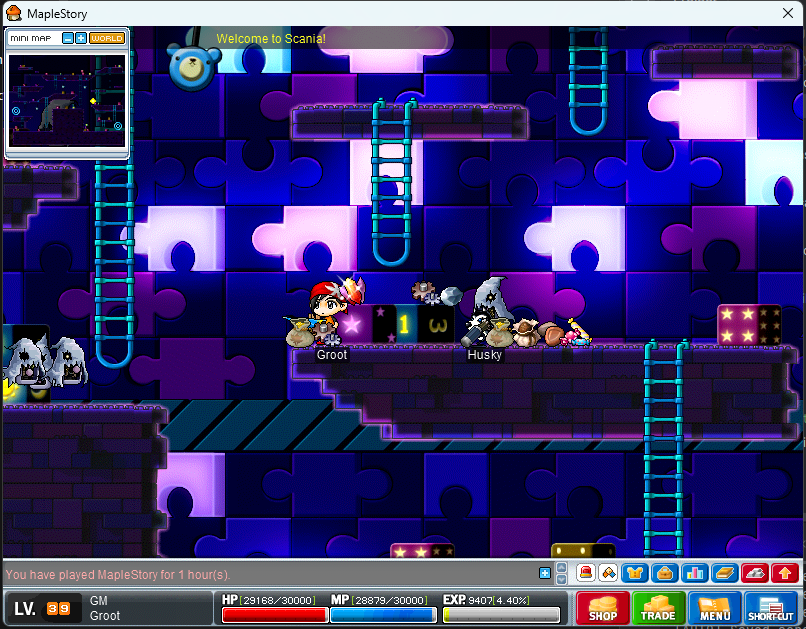 MapleStory
MINI MAP
WORLD
Welcome to Scania!
1
3
Groot
Husky
You have played MapleStory for 1 hour(s).
LV. 39
GM
Groot
HP[29168/30000]
MP[28879/30000]
EXP. 9407[4.40%]
SHOP
TRADE
MENU
SHORT CUT